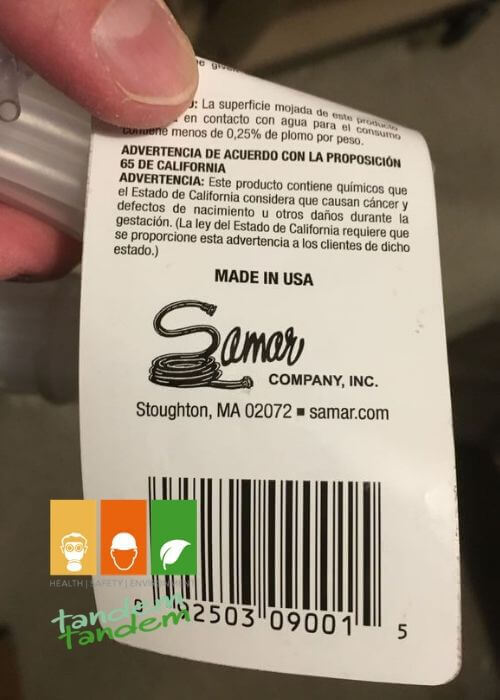 : La superficie mojada de este producto
en contacto con agua para el consumo
contiene menos de 0,25% de plomo por peso.
ADVERTENCIA DE ACUERDO CON LA PROPOSICIÓN
65 DE CALIFORNIA
ADVERTENCIA: Este producto contiene químicos que
el Estado de California considera que causan cáncer y
defectos de nacimiento u otros daños durante la
gestación. (La ley del Estado de California requiere que
se proporcione esta advertencia a los clientes de dicho
estado.)
MADE IN USA
Samar
COMPANY, INC.
Stoughton, MA 02072 ▪ samar.com
HEALTH | SAFETY | ENVIRONMENT
tandem
tandem
92503 09001 5